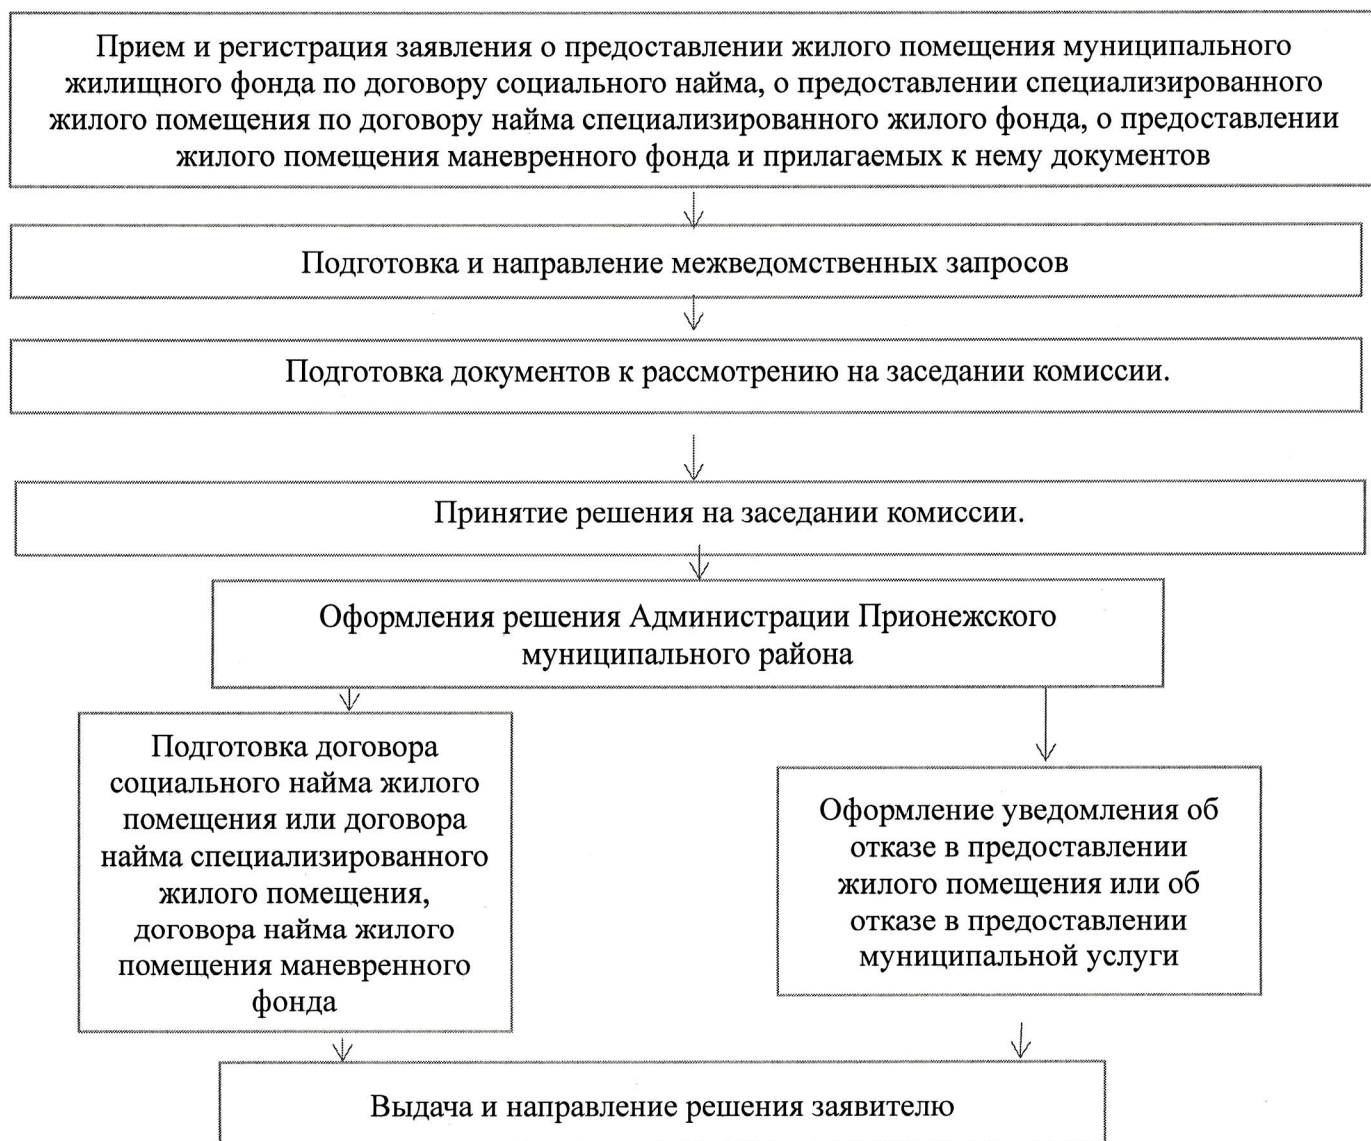 Прием и регистрация заявления о предоставлении жилого помещения муниципального
жилищного фонда по договору социального найма, о предоставлении специализированного
жилого помещения по договору найма специализированного жилого фонда, о предоставлении
жилого помещения маневренного фонда и прилагаемых к нему документов
Подготовка и направление межведомственных запросов
Подготовка документов к рассмотрению на заседании комиссии.
Принятие решения на заседании комиссии.
Оформления решения Администрации Прионежского
муниципального района
Подготовка договора
социального найма жилого
помещения или договора
найма специализированного
жилого помещения,
договора найма жилого
помещения маневренного
фонда
Оформление уведомления об
отказе в предоставлении
жилого помещения или об
отказе в предоставлении
муниципальной услуги
Выдача и направление решения заявителю